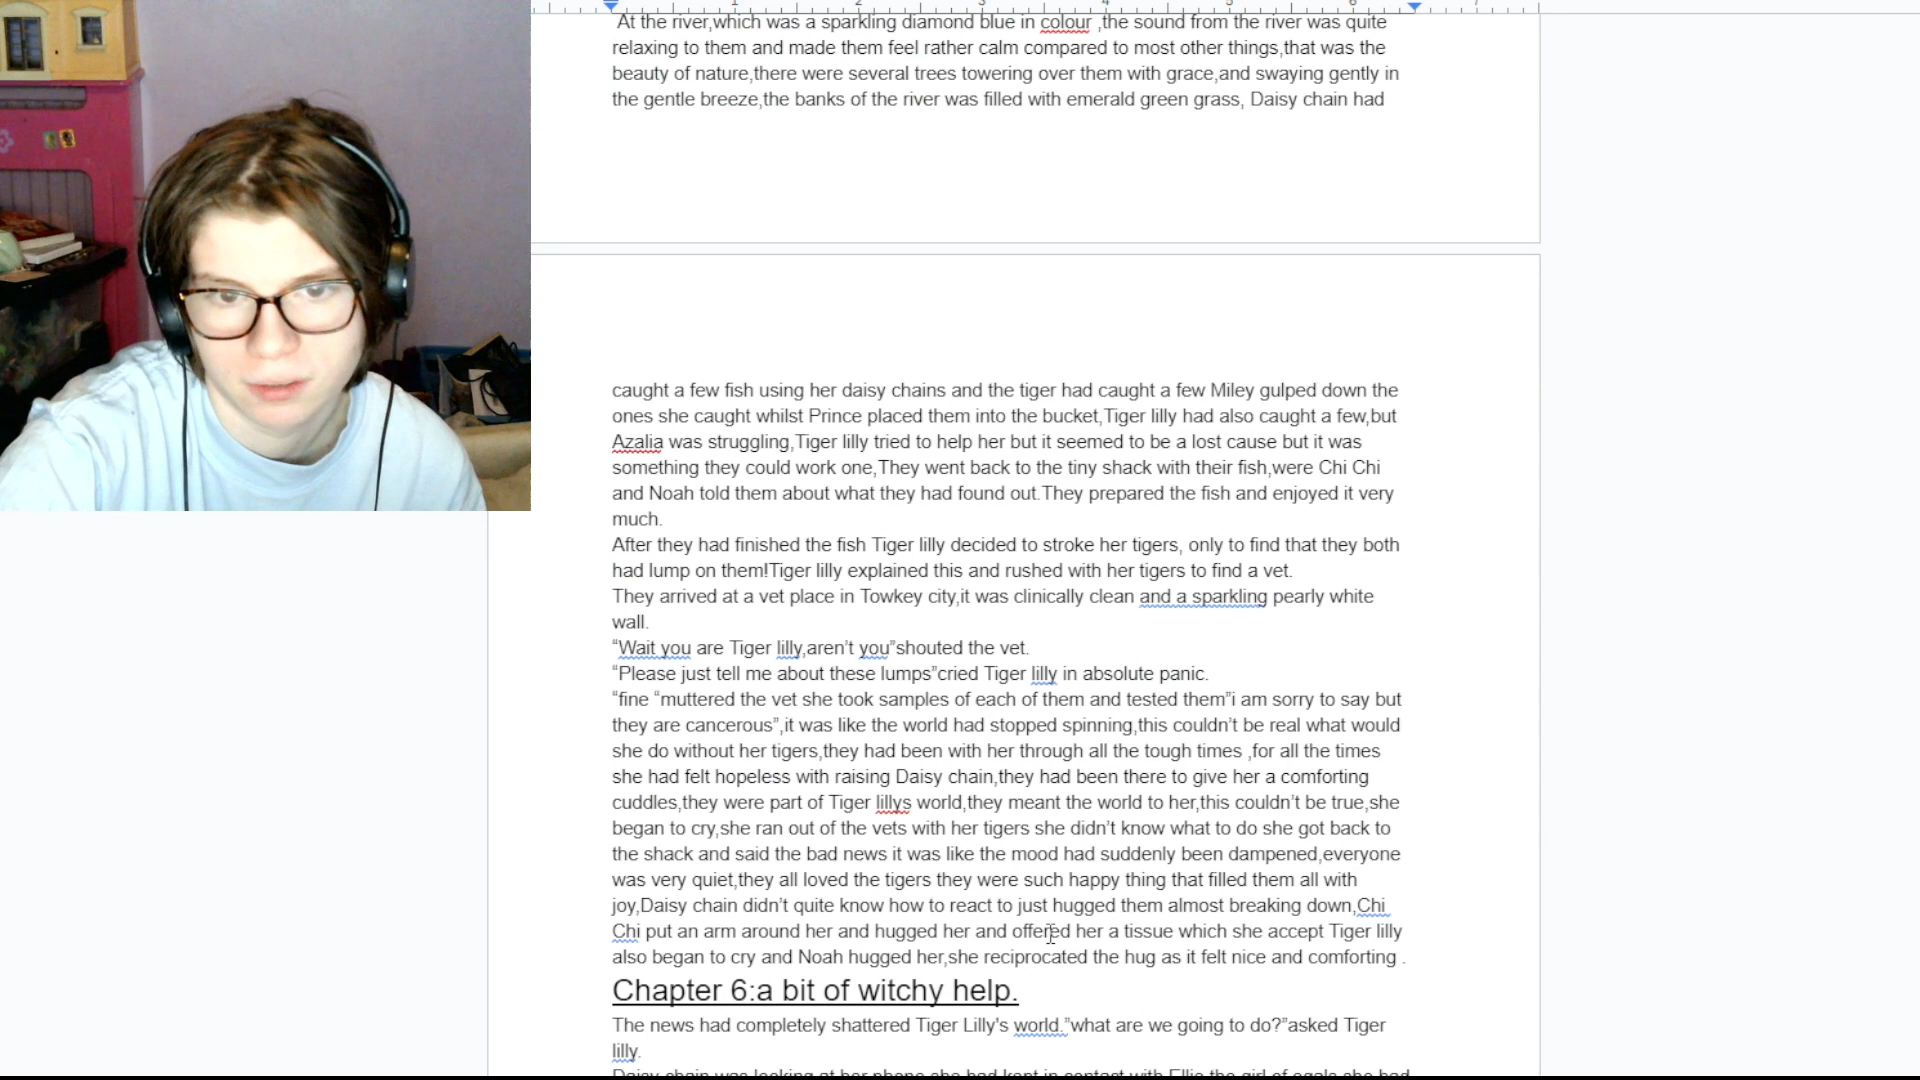 At the river,which was a sparkling diamond blue in colour ,the sound from the river was quite
relaxing to them and made them feel rather calm compared to most other things,that was the
beauty of nature,there were several trees towering over them with grace,and swaying gently in
the gentle breeze,the banks of the river was filled with emerald green grass, Daisy chain had
caught a few fish using her daisy chains and the tiger had caught a few Miley gulped down the
ones she caught whilst Prince placed them into the bucket,Tiger lilly had also caught a few,but
Azalia was struggling,Tiger lilly tried to help her but it seemed to be a lost cause but it was
something they could work one,They went back to the tiny shack with their fish,were Chi Chi
and Noah told them about what they had found out.They prepared the fish and enjoyed it very
much.
After they had finished the fish Tiger lilly decided to stroke her tigers, only to find that they both
had lump on them!Tiger lilly explained this and rushed with her tigers to find a vet.
They arrived at a vet place in Towkey city,it was clinically clean and a sparkling pearly white
wall.
“Wait you are Tiger lilly,aren’t you”shouted the vet.
“Please just tell me about these lumps”cried Tiger lilly in absolute panic.
“fine “muttered the vet she took samples of each of them and tested them”i am sorry to say but
they are cancerous”,it was like the world had stopped spinning,this couldn’t be real what would
she do without her tigers,they had been with her through all the tough times ,for all the times
she had felt hopeless with raising Daisy chain,they had been there to give her a comforting
cuddles,they were part of Tiger lillys world,they meant the world to her,this couldn’t be true,she
began to cry,she ran out of the vets with her tigers she didn’t know what to do she got back to
the shack and said the bad news it was like the mood had suddenly been dampened,everyone
was very quiet,they all loved the tigers they were such happy thing that filled them all with
joy,Daisy chain didn’t quite know how to react to just hugged them almost breaking down,Chi
Chi put an arm around her and hugged her and offered her a tissue which she accept Tiger lilly
also began to cry and Noah hugged her,she reciprocated the hug as it felt nice and comforting .
Chapter 6:a bit of witchy help.
The news had completely shattered Tiger Lilly's world.”what are we going to do?”asked Tiger
lilly.
Daisy chain was looking at her phone she had kept in contact with Ellie the girl of
she had